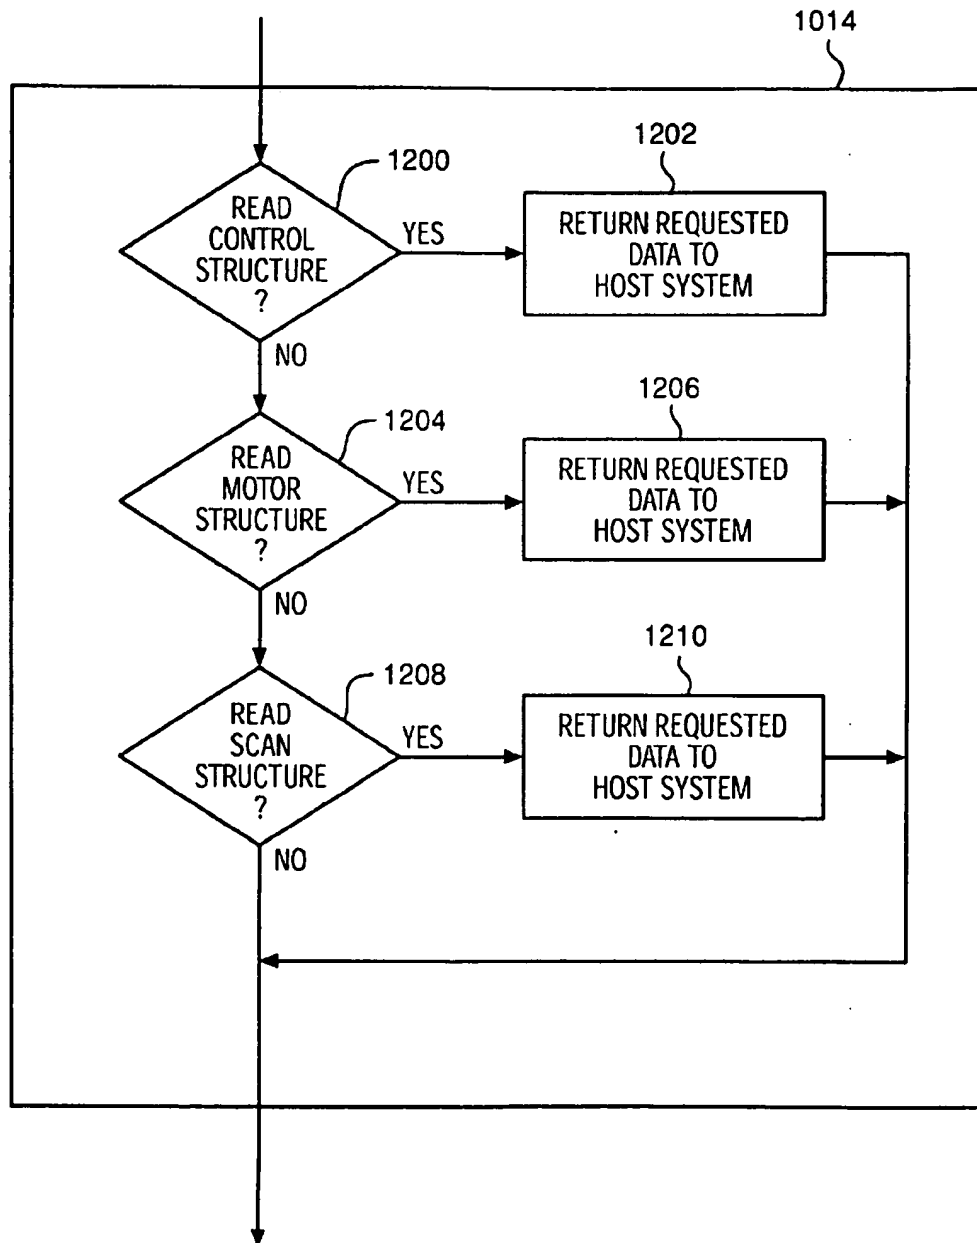 1014
1200
READ
CONTROL
STRUCTURE
?
YES
NO
1202
RETURN REQUESTED
DATA TO
HOST SYSTEM
1204
READ
MOTOR
STRUCTURE
?
YES
NO
1206
RETURN REQUESTED
DATA TO
HOST SYSTEM
1208
READ
SCAN
STRUCTURE
?
YES
NO
1210
RETURN REQUESTED
DATA TO
HOST SYSTEM